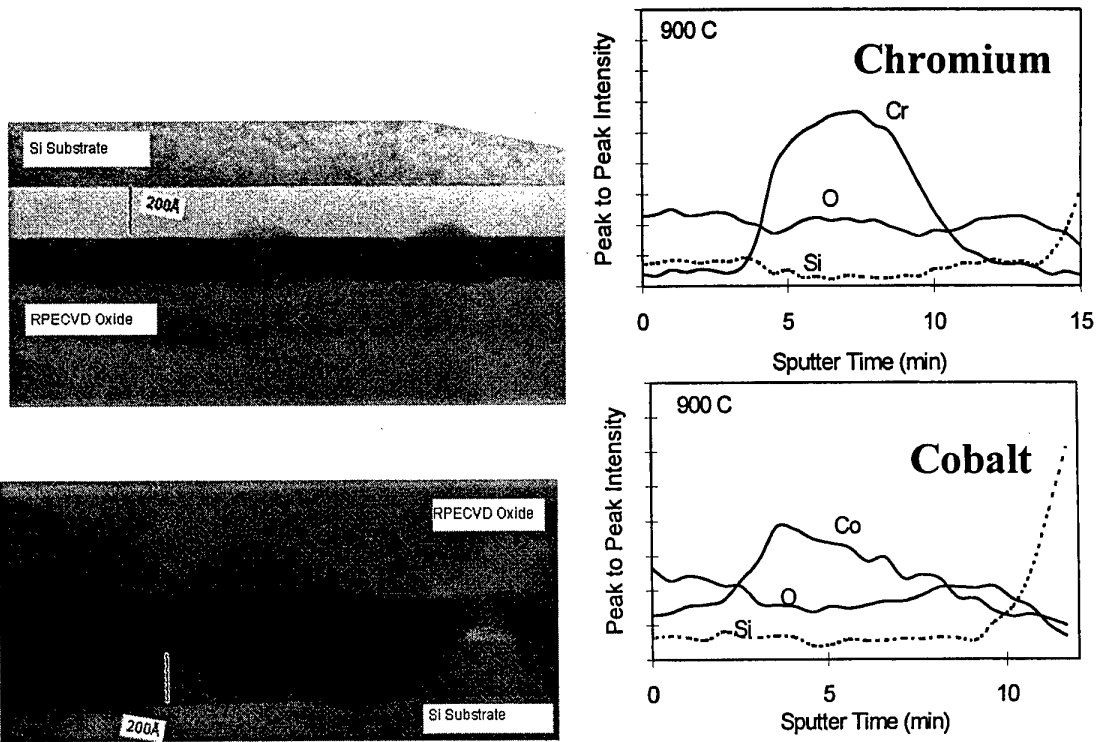 Si Substrate
200Å
RPECVD Oxide
RPECVD Oxide
200Å
Si Substrate
900 C
Chromium
Cr
O
Si
Peak to Peak Intensity
0
5
10
15
Sputter Time (min)
900 C
Cobalt
Co
O
Si
Peak to Peak Intensity
0
5
10
Sputter Time (min)